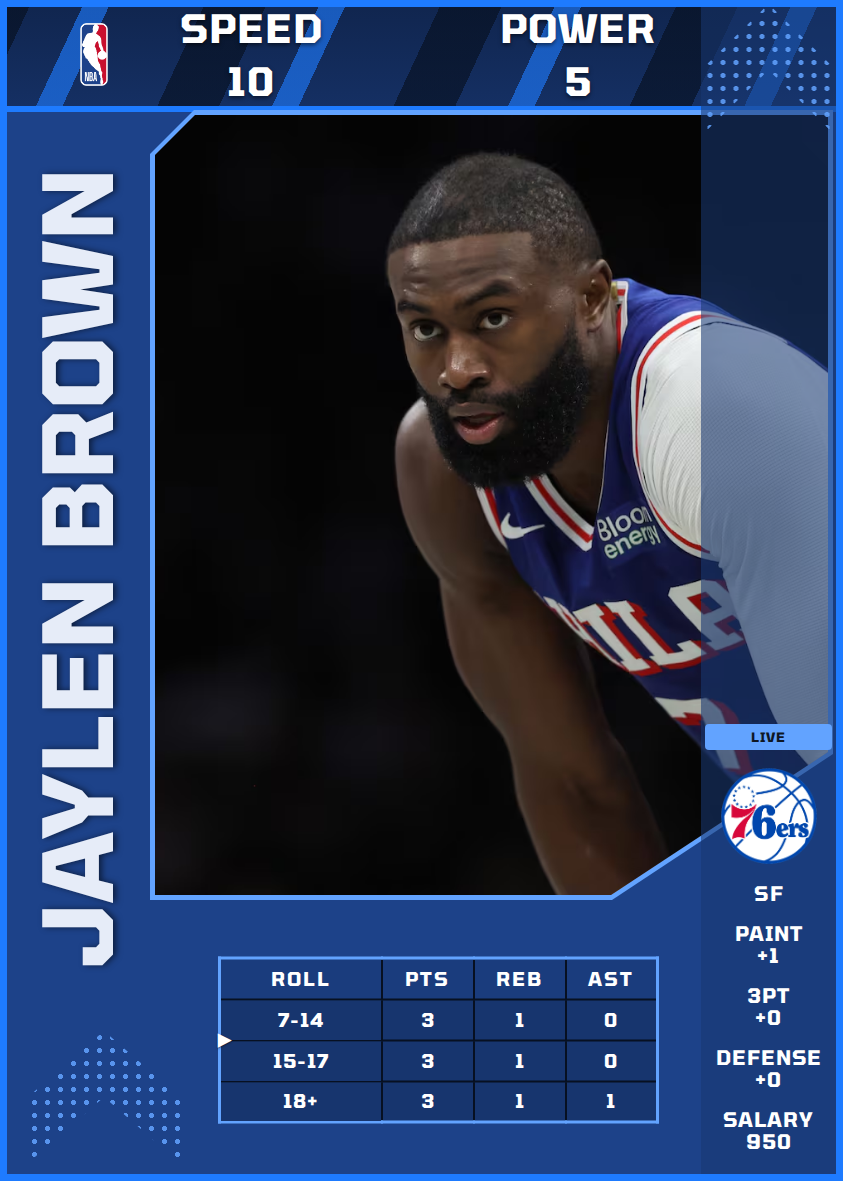 SPEED
10
POWER
5
NBA
JAYLEN BROWN
Bloom
energy
PHILA
LIVE
76ers
SF
PAINT
+1
3PT
+0
DEFENSE
+0
SALARY
950
ROLL PTS REB AST
7-14 3 1 0
15-17 3 1 0
18+ 3 1 1